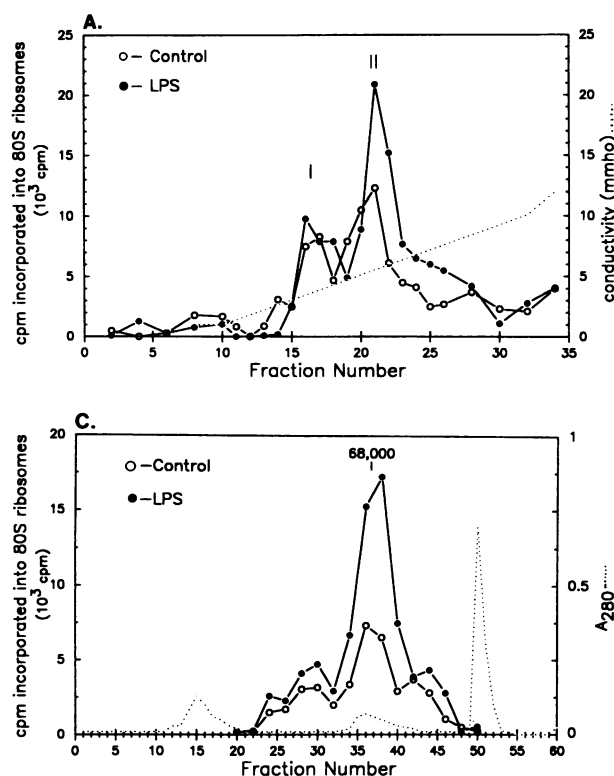 A.
25
20
15
10
5
0
cpm incorporated into 80S ribosomes
(10³ cpm)
○– Control
●– LPS
I
II
25
20
15
10
5
0
conductivity (mmho)......
0 5 10 15 20 25 30 35
Fraction Number
C.
20
15
10
5
0
cpm incorporated into 80S ribosomes
(10³ cpm)
○–Control
●–LPS
68,000
1
0.5
0
A280......
0 5 10 15 20 25 30 35 40 45 50 55 60
Fraction Number